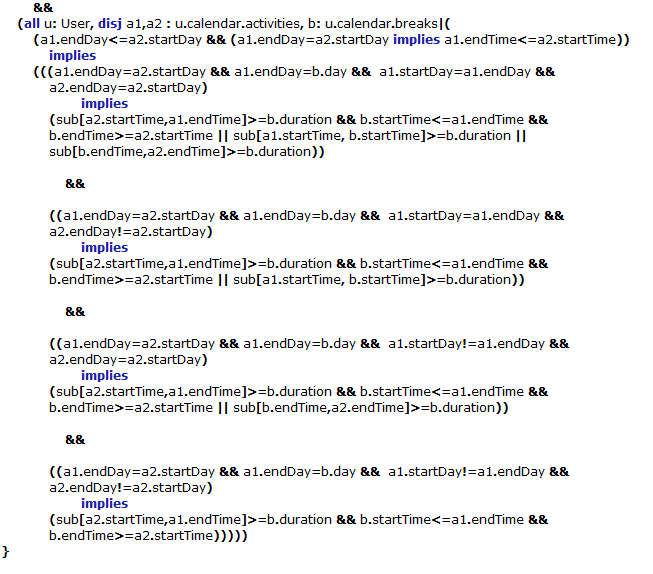 &&
(all u: User, disj a1,a2 : u.calendar.activities, b: u.calendar.breaks|(
(a1.endDay<=a2.startDay && (a1.endDay=a2.startDay implies a1.endTime<=a2.startTime))
implies
(((a1.endDay=a2.startDay && a1.endDay=b.day && a1.startDay=a1.endDay &&
a2.endDay=a2.startDay)
implies
(sub[a2.startTime,a1.endTime]>=b.duration && b.startTime<=a1.endTime &&
b.endTime>=a2.startTime || sub[a1.startTime, b.startTime]>=b.duration ||
sub[b.endTime,a2.endTime]>=b.duration))
&&
((a1.endDay=a2.startDay && a1.endDay=b.day && a1.startDay=a1.endDay &&
a2.endDay!=a2.startDay)
implies
(sub[a2.startTime,a1.endTime]>=b.duration && b.startTime<=a1.endTime &&
b.endTime>=a2.startTime || sub[a1.startTime, b.startTime]>=b.duration))
&&
((a1.endDay=a2.startDay && a1.endDay=b.day && a1.startDay!=a1.endDay &&
a2.endDay=a2.startDay)
implies
(sub[a2.startTime,a1.endTime]>=b.duration && b.startTime<=a1.endTime &&
b.endTime>=a2.startTime || sub[b.endTime,a2.endTime]>=b.duration))
&&
((a1.endDay=a2.startDay && a1.endDay=b.day && a1.startDay!=a1.endDay &&
a2.endDay!=a2.startDay)
implies
(sub[a2.startTime,a1.endTime]>=b.duration && b.startTime<=a1.endTime &&
b.endTime>=a2.startTime)))))
}